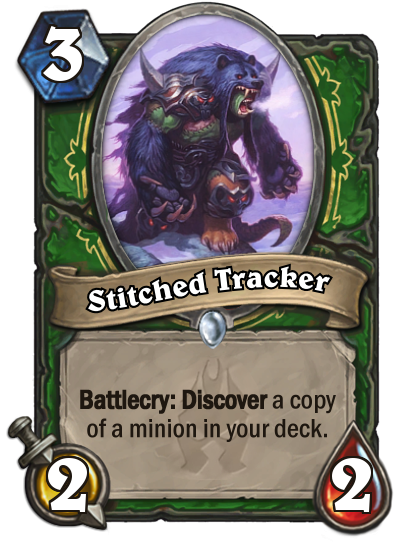 3
Stitched Tracker
Battlecry: Discover a copy
of a minion in your deck.
2
2